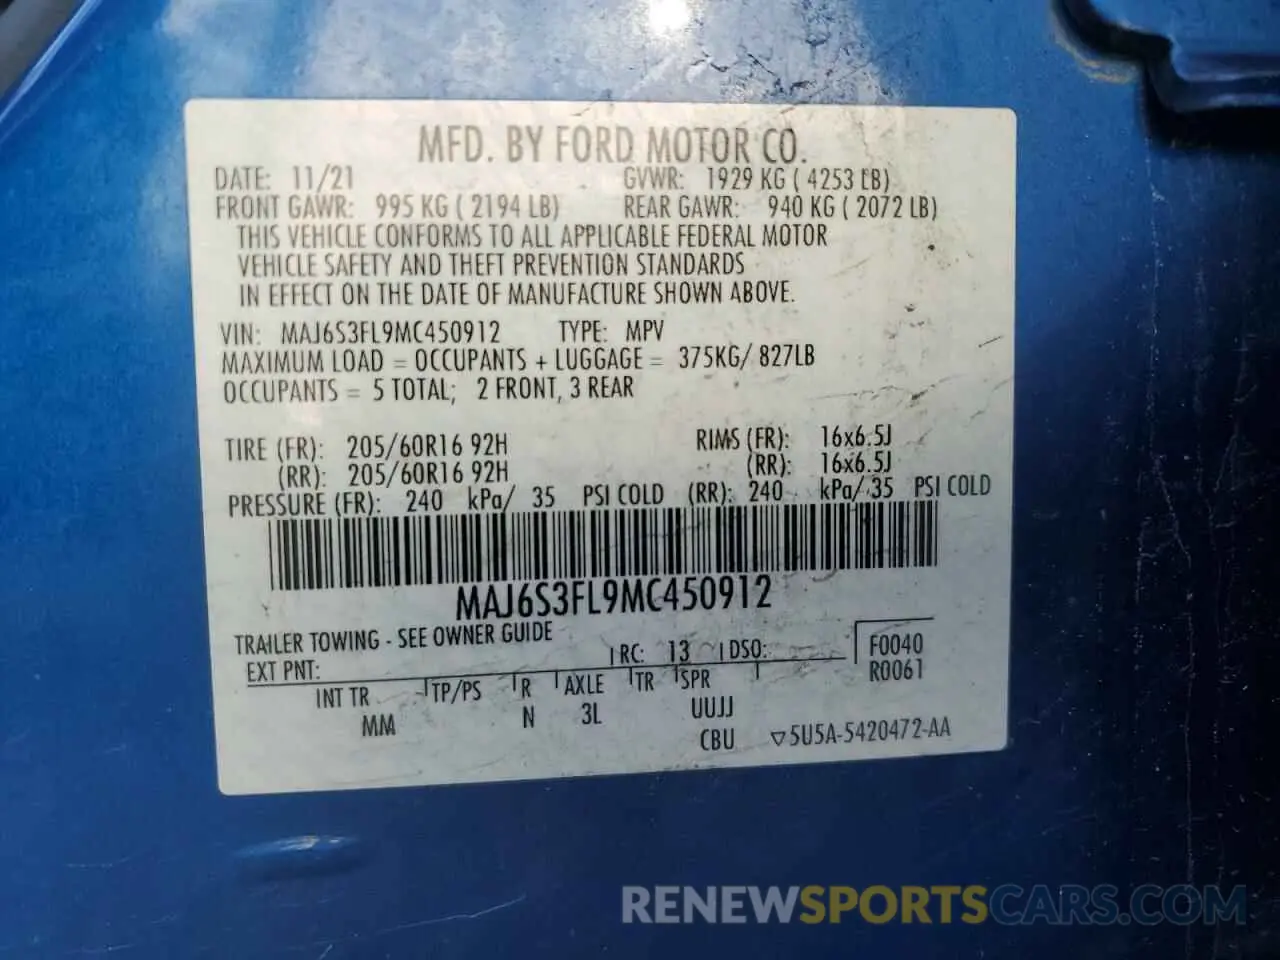 MFD. BY FORD MOTOR CO.
DATE: 11/21 GVWR: 1929 KG ( 4253 LB)
FRONT GAWR: 995 KG ( 2194 LB) REAR GAWR: 940 KG ( 2072 LB)
THIS VEHICLE CONFORMS TO ALL APPLICABLE FEDERAL MOTOR
VEHICLE SAFETY AND THEFT PREVENTION STANDARDS
IN EFFECT ON THE DATE OF MANUFACTURE SHOWN ABOVE.
VIN: MAJ6S3FL9MC450912 TYPE: MPV
MAXIMUM LOAD = OCCUPANTS + LUGGAGE = 375KG/ 827LB
OCCUPANTS = 5 TOTAL; 2 FRONT, 3 REAR
TIRE (FR): 205/60R16 92H RIMS (FR): 16x6.5J
(RR): 205/60R16 92H (RR): 16x6.5J
PRESSURE (FR): 240 kPa/ 35 PSI COLD (RR): 240 kPa/ 35 PSI COLD
MAJ6S3FL9MC450912
TRAILER TOWING - SEE OWNER GUIDE
EXT PNT: RC: 13 DSO: F0040
R0061
INT TR TP/PS R AXLE TR SPR
MM N 3L UUJJ
CBU ▽5U5A-5420472-AA
RENEWSPORTSCARS.COM